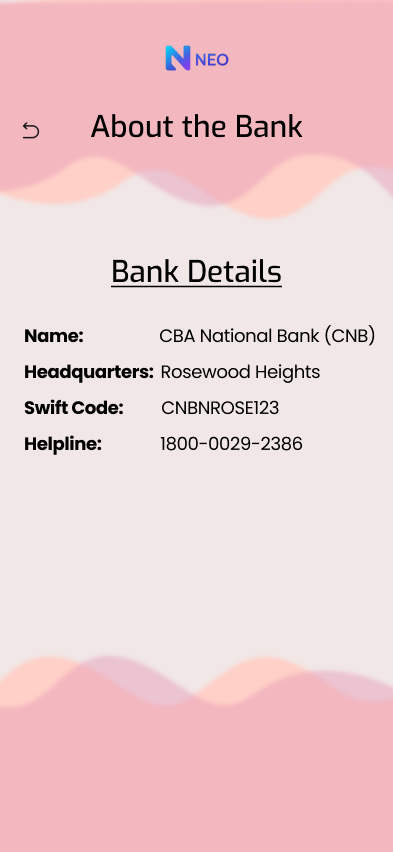 NEO
About the Bank
Bank Details
Name: CBA National Bank (CNB)
Headquarters: Rosewood Heights
Swift Code: CNBNROSE123
Helpline: 1800-0029-2386